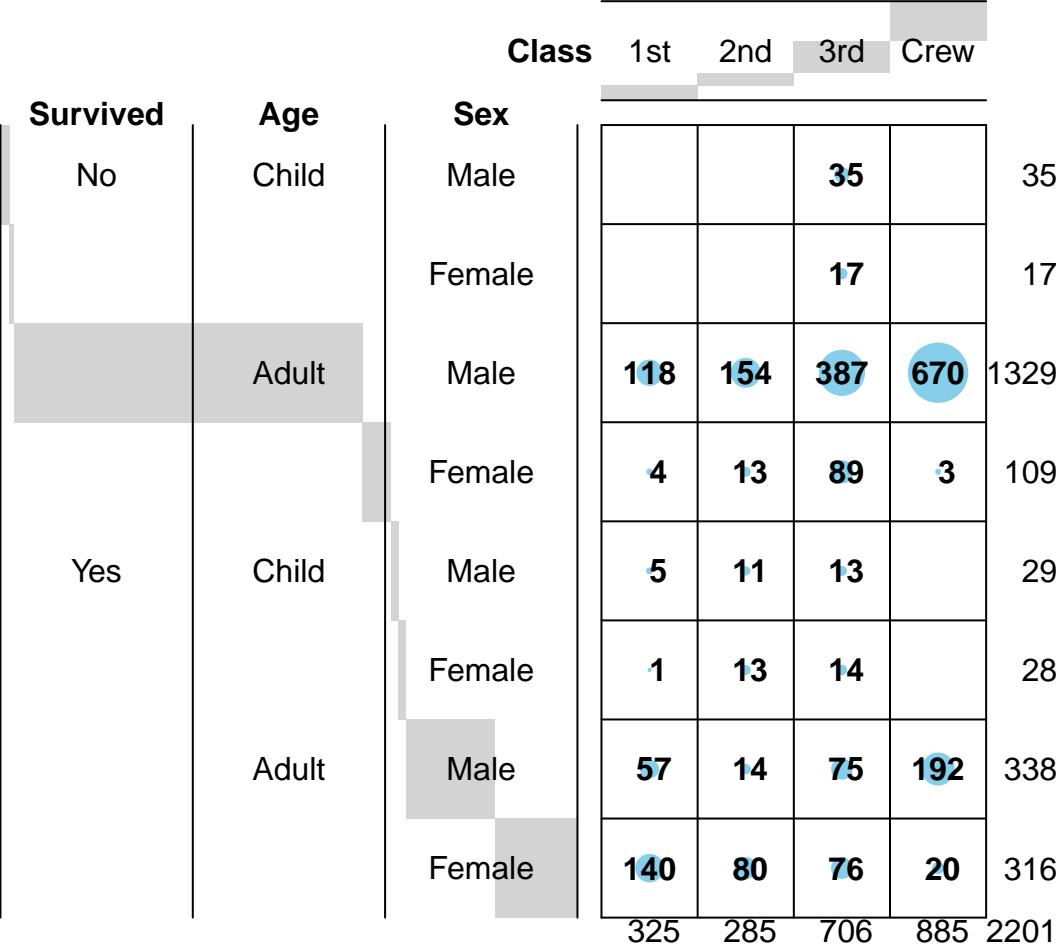 Class 1st 2nd 3rd Crew
Survived Age Sex
No Child Male 35 35
Female 17 17
Adult Male 118 154 387 670 1329
Female 4 13 89 3 109
Yes Child Male 5 11 13 29
Female 1 13 14 28
Adult Male 57 14 75 192 338
Female 140 80 76 20 316
325 285 706 885 2201